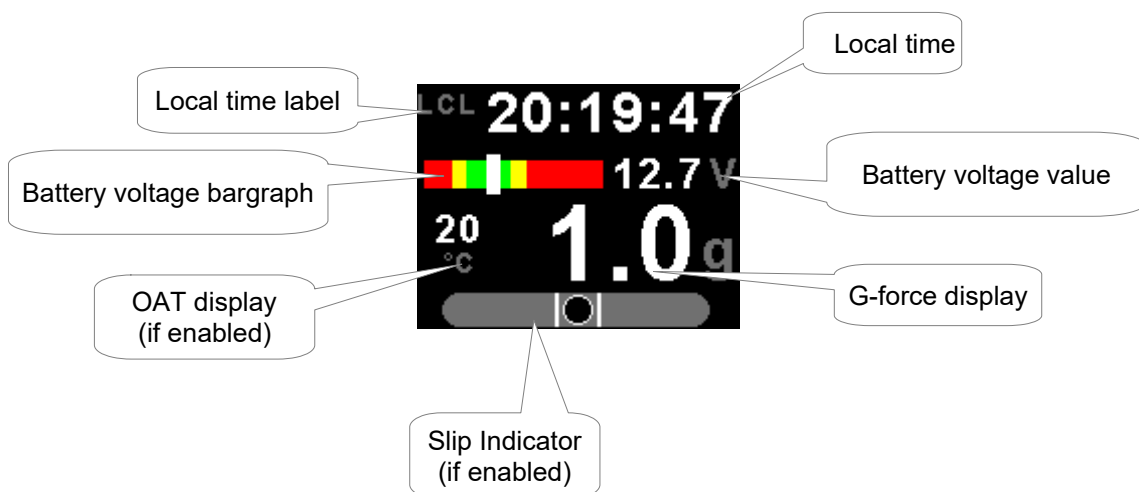 Local time
Local time label
LCL 20:19:47
Battery voltage bargraph
12.7 V
Battery voltage value
20
°C
1.0 g
OAT display
(if enabled)
G-force display
Slip Indicator
(if enabled)